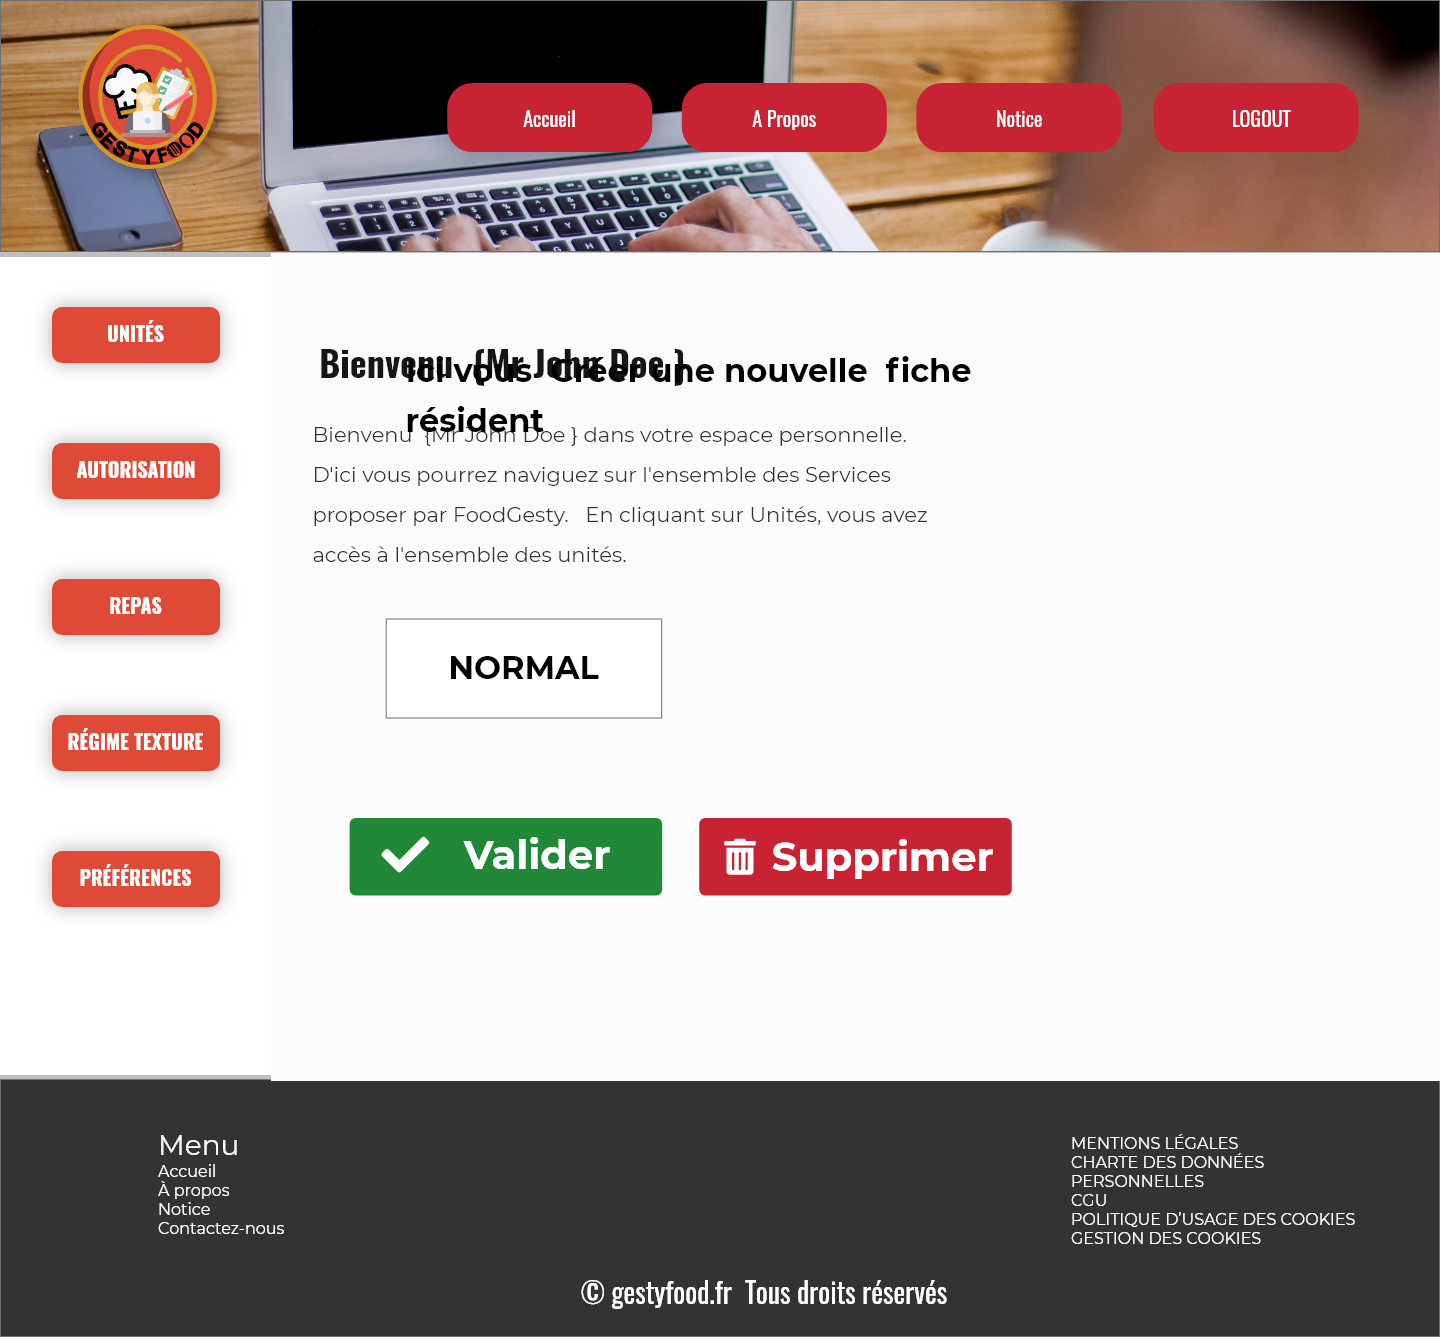 GESTYFOOD
Accueil
A Propos
Notice
LOGOUT
UNITÉS
AUTORISATION
REPAS
RÉGIME TEXTURE
PRÉFÉRENCES
Bienvenu {Mr John Doe }
Ici vous Créer une nouvelle fiche
résident
Bienvenu {Mr John Doe } dans votre espace personnelle.
D'ici vous pourrez naviguez sur l'ensemble des Services
proposer par FoodGesty. En cliquant sur Unités, vous avez
accès à l'ensemble des unités.
NORMAL
Valider
Supprimer
Menu
Accueil
À propos
Notice
Contactez-nous
MENTIONS LÉGALES
CHARTE DES DONNÉES
PERSONNELLES
CGU
POLITIQUE D’USAGE DES COOKIES
GESTION DES COOKIES
© gestyfood.fr Tous droits réservés